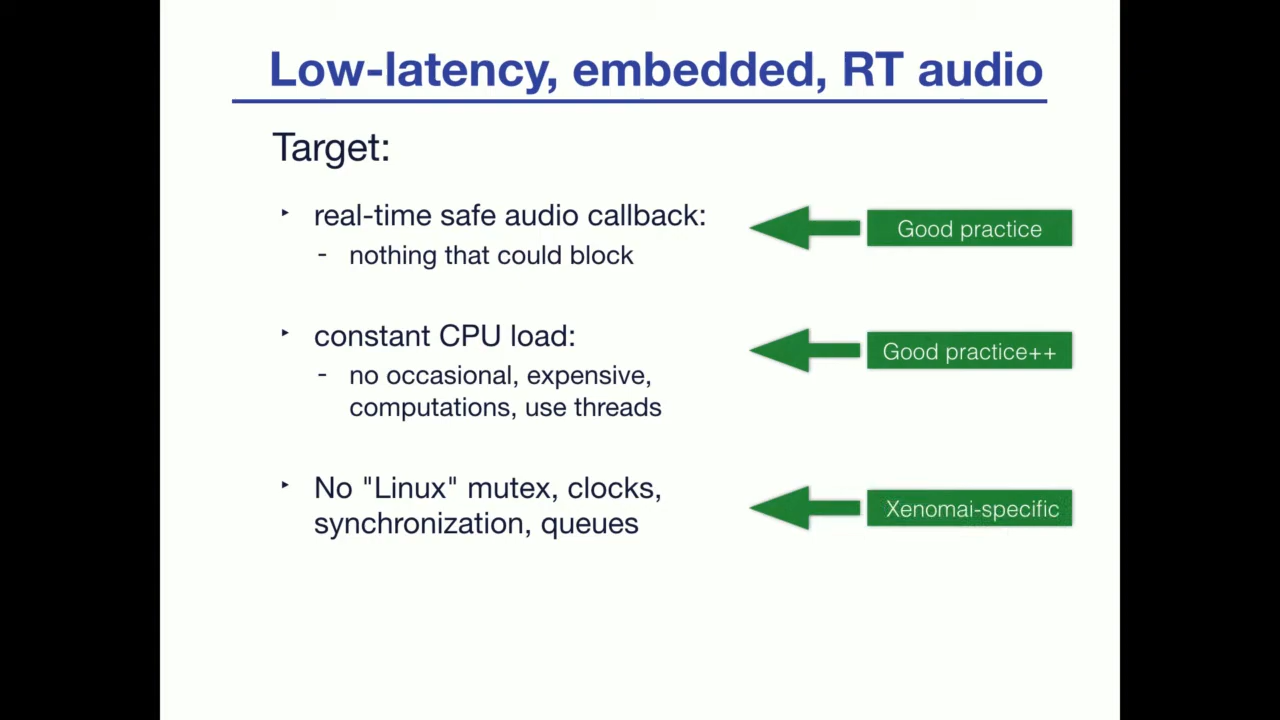 Low-latency, embedded, RT audio
Target:
‣ real-time safe audio callback:
- nothing that could block
Good practice
‣ constant CPU load:
- no occasional, expensive,
computations, use threads
Good practice++
‣ No "Linux" mutex, clocks,
synchronization, queues
Xenomai-specific